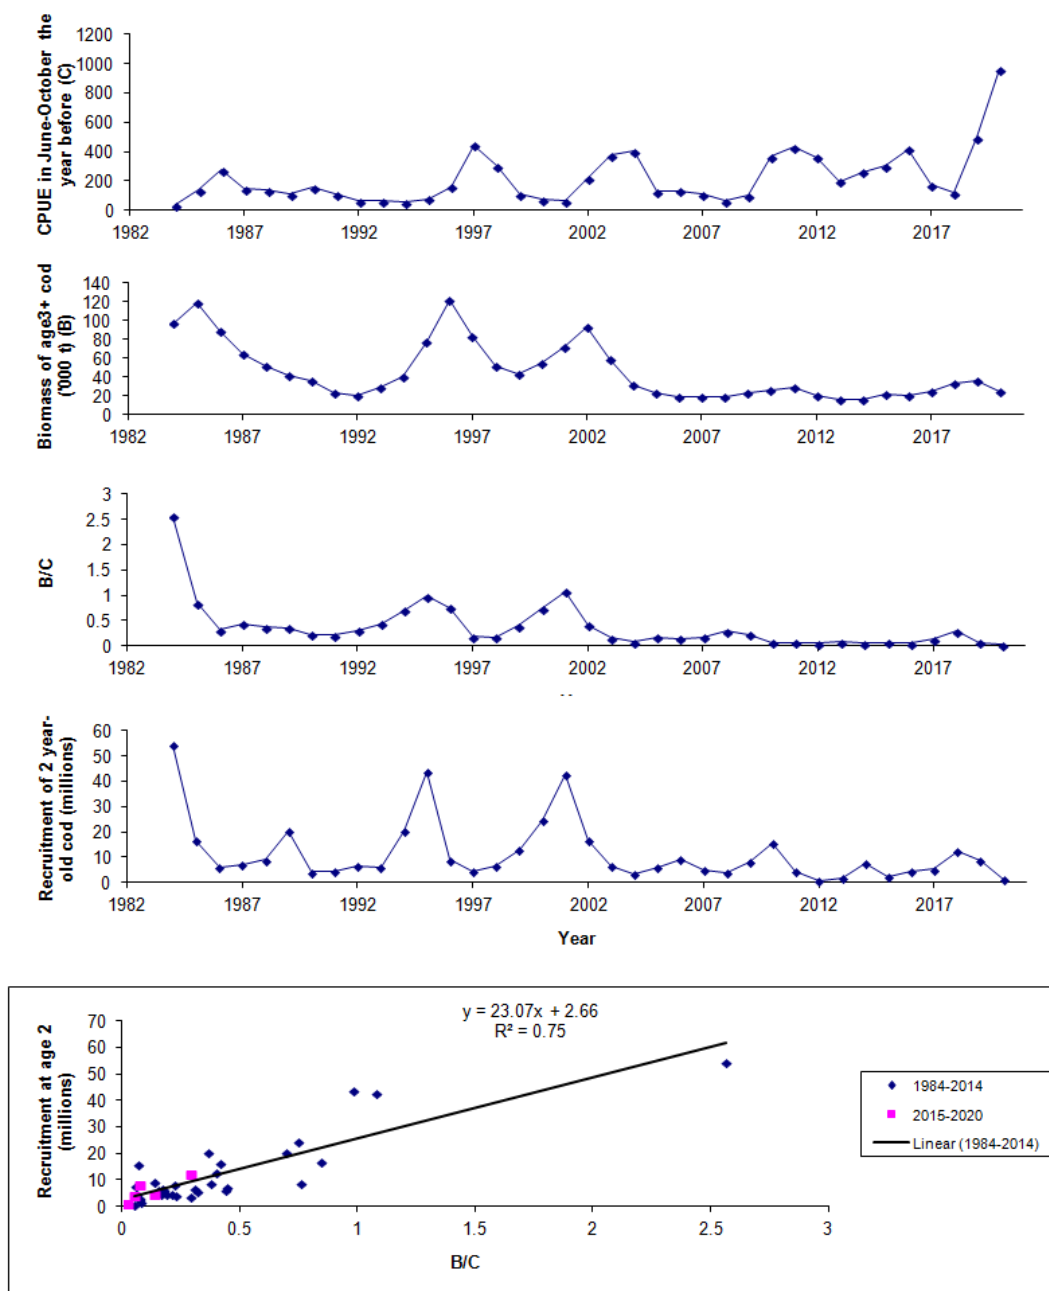 CPUE in June-October the
year before (C)
1200
1000
800
600
400
200
0
1982 1987 1992 1997 2002 2007 2012 2017
Biomass of age3+ cod
('000 t) (B)
140
120
100
80
60
40
20
0
1982 1987 1992 1997 2002 2007 2012 2017
B/C
3
2.5
2
1.5
1
0.5
0
1982 1987 1992 1997 2002 2007 2012 2017
Recruitment of 2 year-
old cod (millions)
60
50
40
30
20
10
0
1982 1987 1992 1997 2002 2007 2012 2017
Year
Recruitment at age 2
(millions)
y = 23.07x + 2.66
R² = 0.75
70
60
50
40
30
20
10
0
0 0.5 1 1.5 2 2.5 3
B/C
1984-2014
2015-2020
Linear (1984-2014)